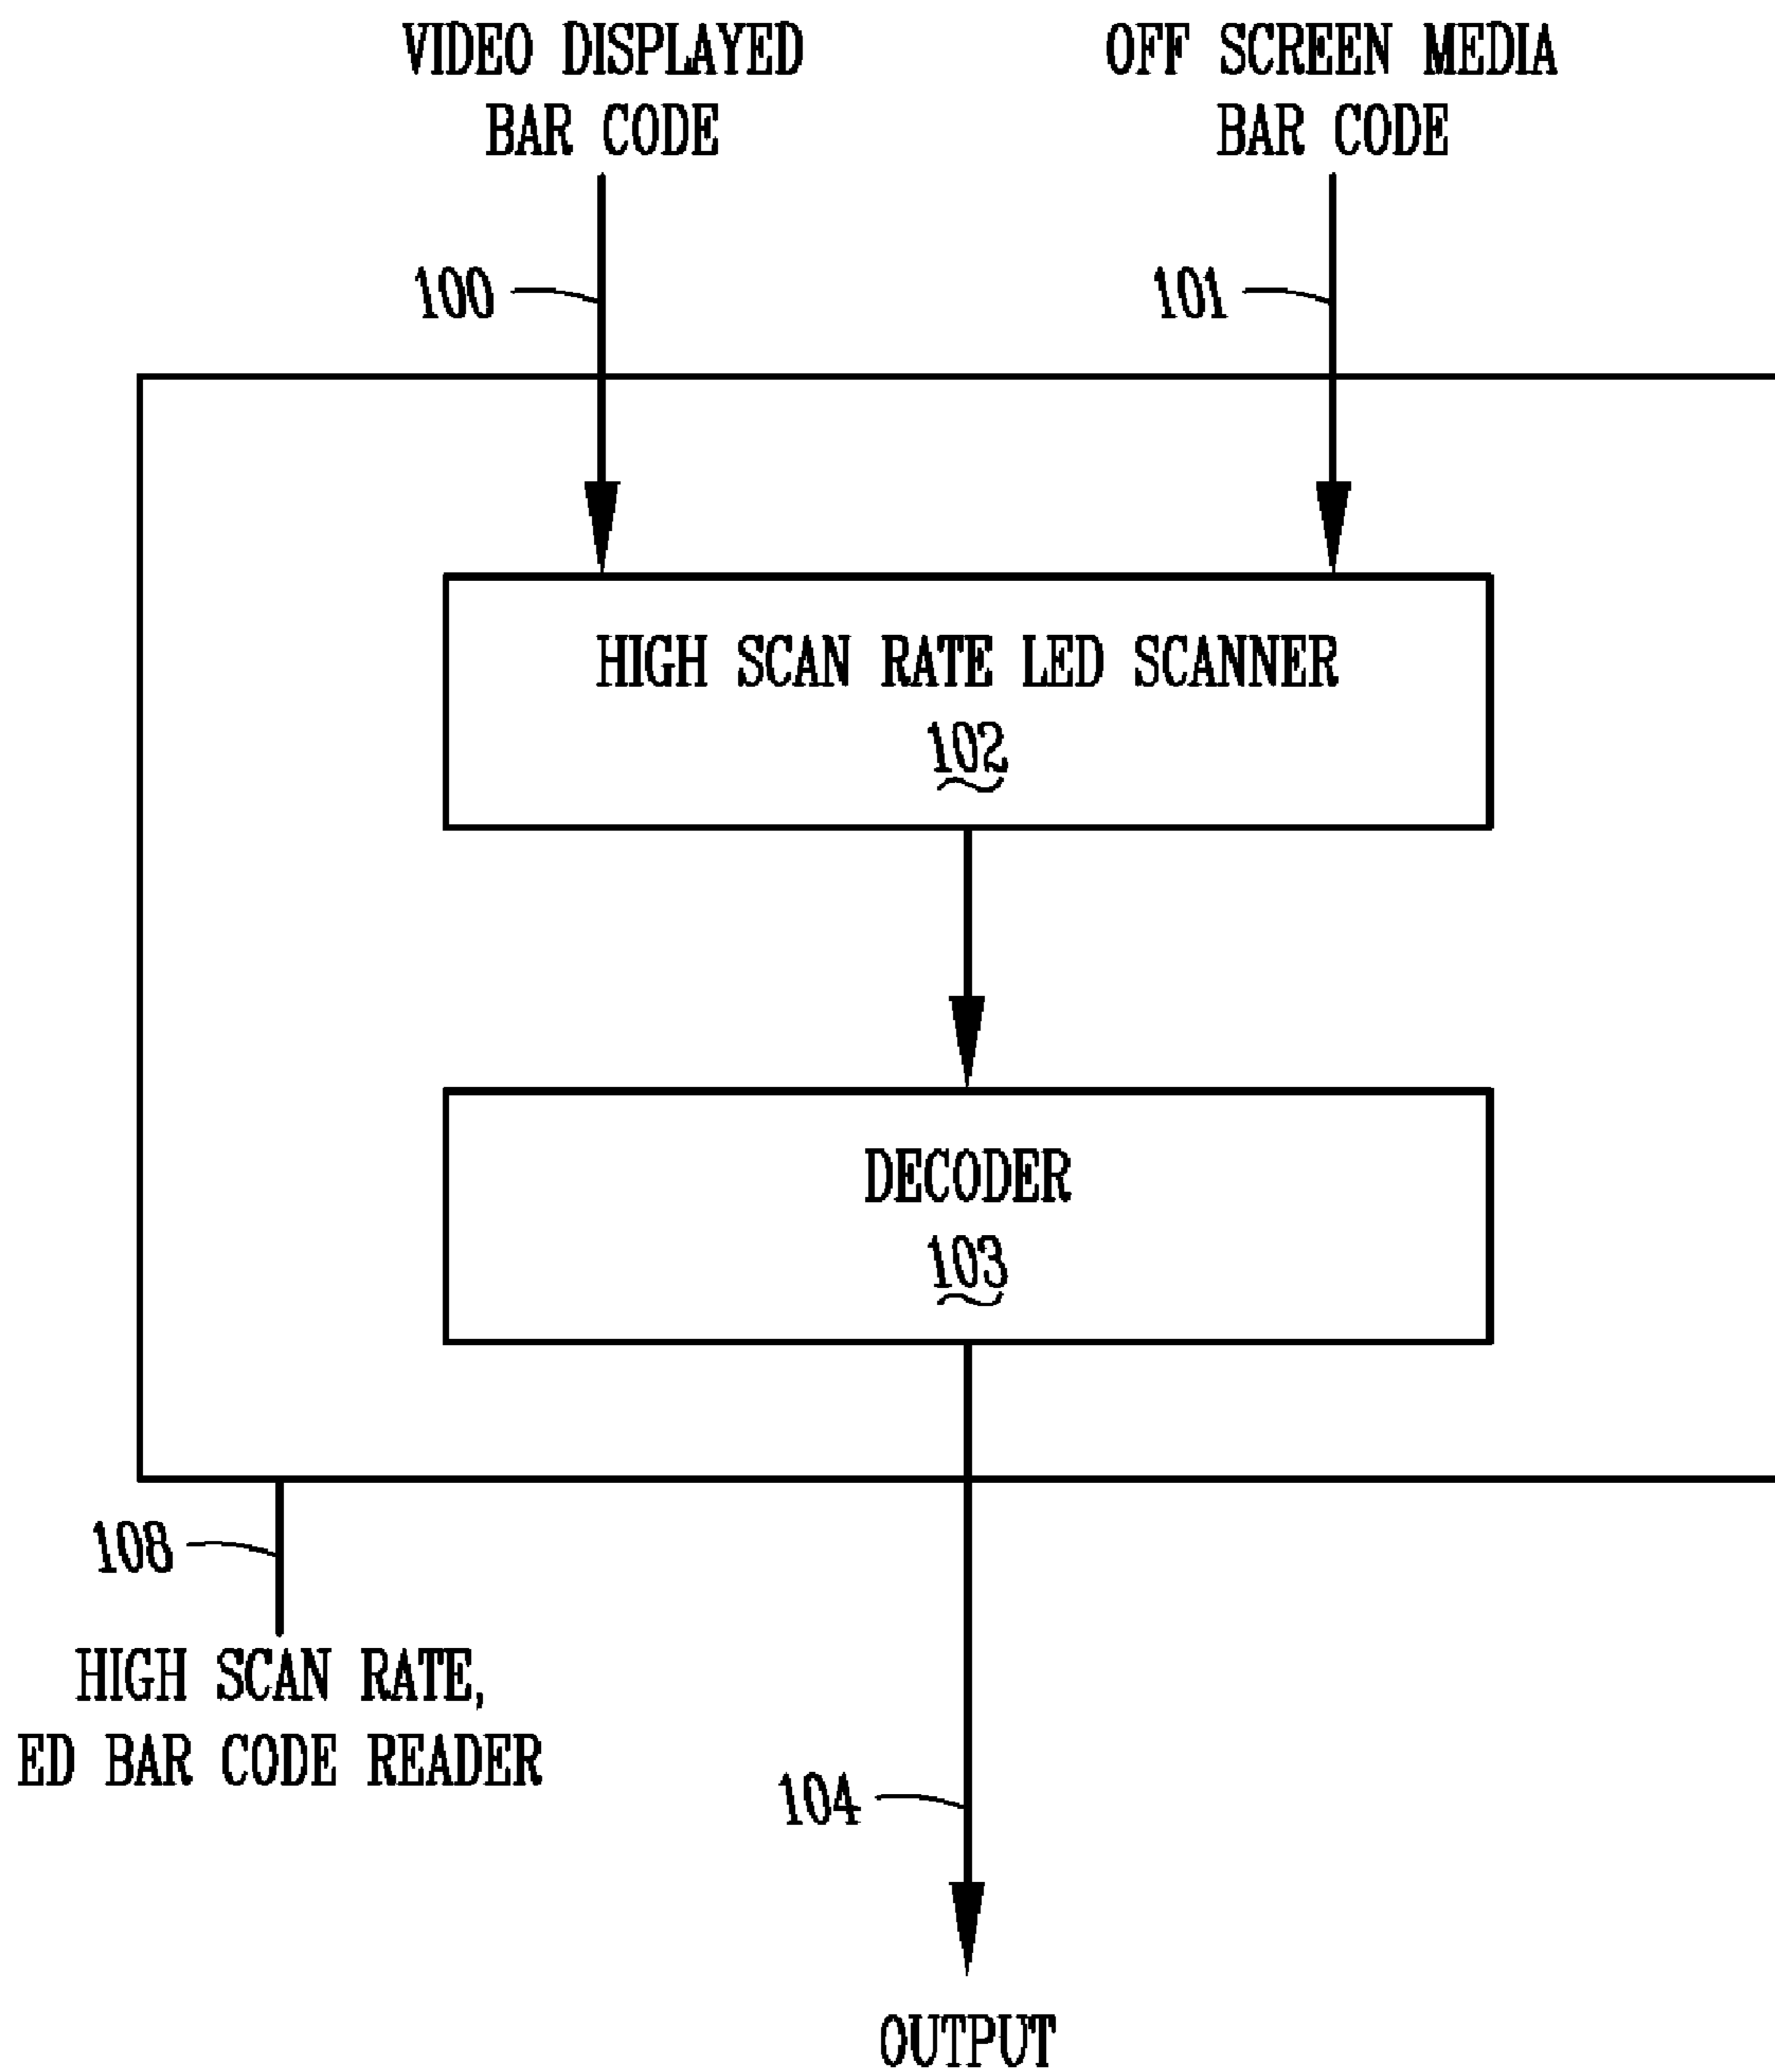 VIDEO DISPLAYED
BAR CODE
OFF SCREEN MEDIA
BAR CODE
100
101
HIGH SCAN RATE LED SCANNER
102
DECODER
103
108
HIGH SCAN RATE,
ED BAR CODE READER
104
OUTPUT